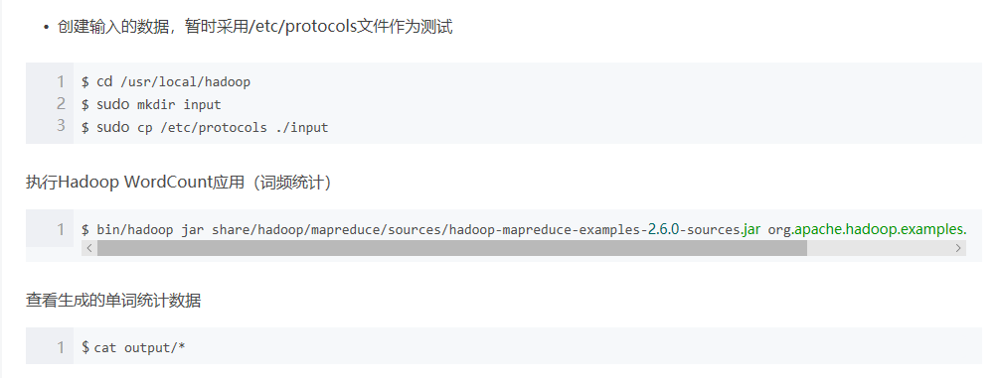 • 创建输入的数据，暂时采用/etc/protocols文件作为测试
1 $ cd /usr/local/hadoop
2 $ sudo mkdir input
3 $ sudo cp /etc/protocols ./input
执行Hadoop WordCount应用（词频统计）
1 $ bin/hadoop jar share/hadoop/mapreduce/sources/hadoop-mapreduce-examples-2.6.0-sources.jar org.apache.hadoop.examples.
查看生成的单词统计数据
1 $ cat output/*